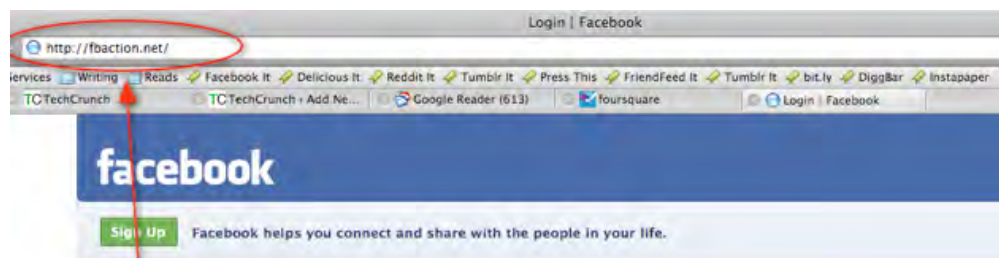 Login | Facebook
http://fbaction.net/
ervices Writing Reads Facebook It Delicious It Reddit It Tumblr It Press This FriendFeed It Tumblr It bit.ly DiggBar Instapaper
TechCrunch TechCrunch › Add Ne... Google Reader (613) foursquare Login | Facebook
facebook
Sign Up Facebook helps you connect and share with the people in your life.